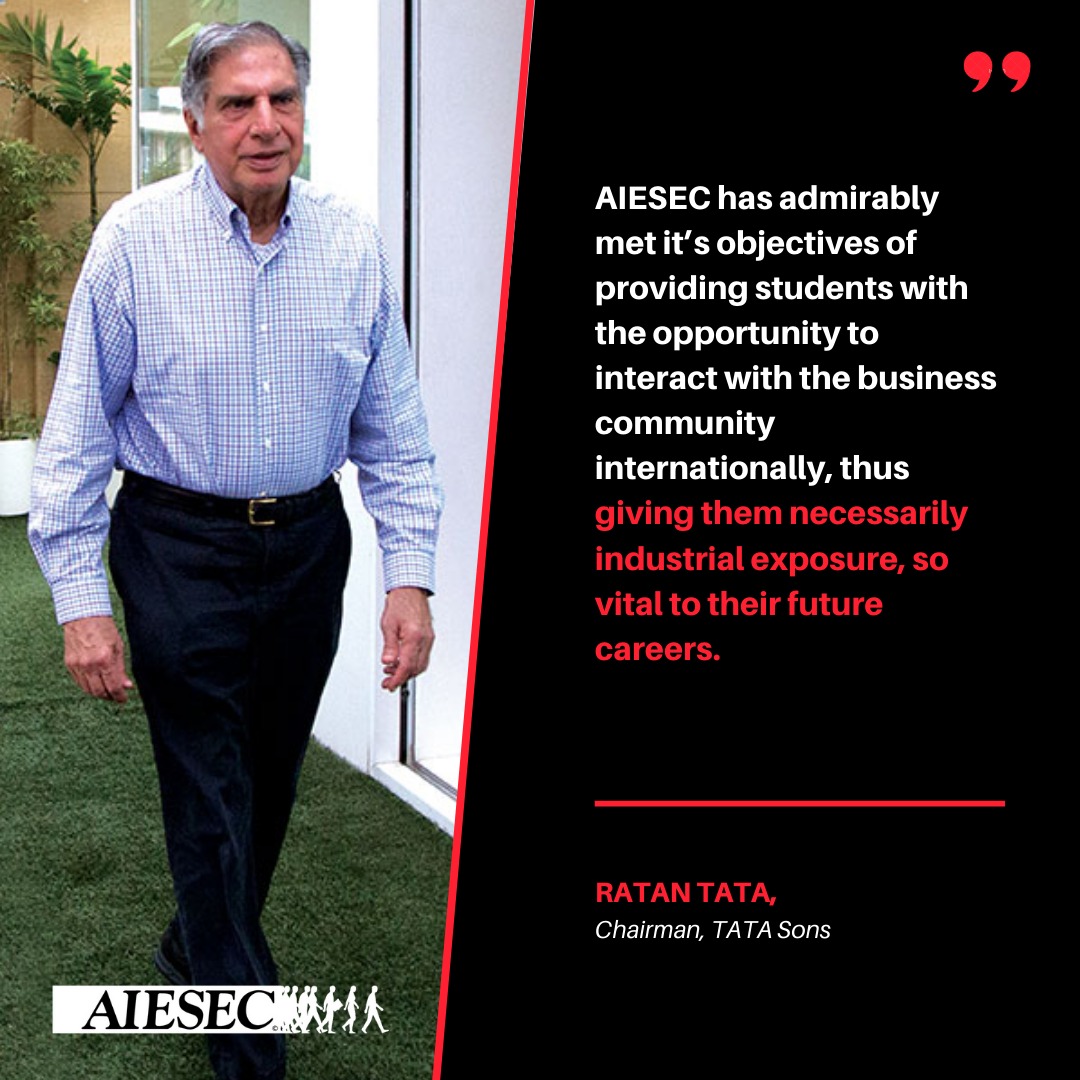 ”
AIESEC has admirably
met it’s objectives of
providing students with
the opportunity to
interact with the business
community
internationally, thus
giving them necessarily
industrial exposure, so
vital to their future
careers.
RATAN TATA,
Chairman, TATA Sons
AIESEC